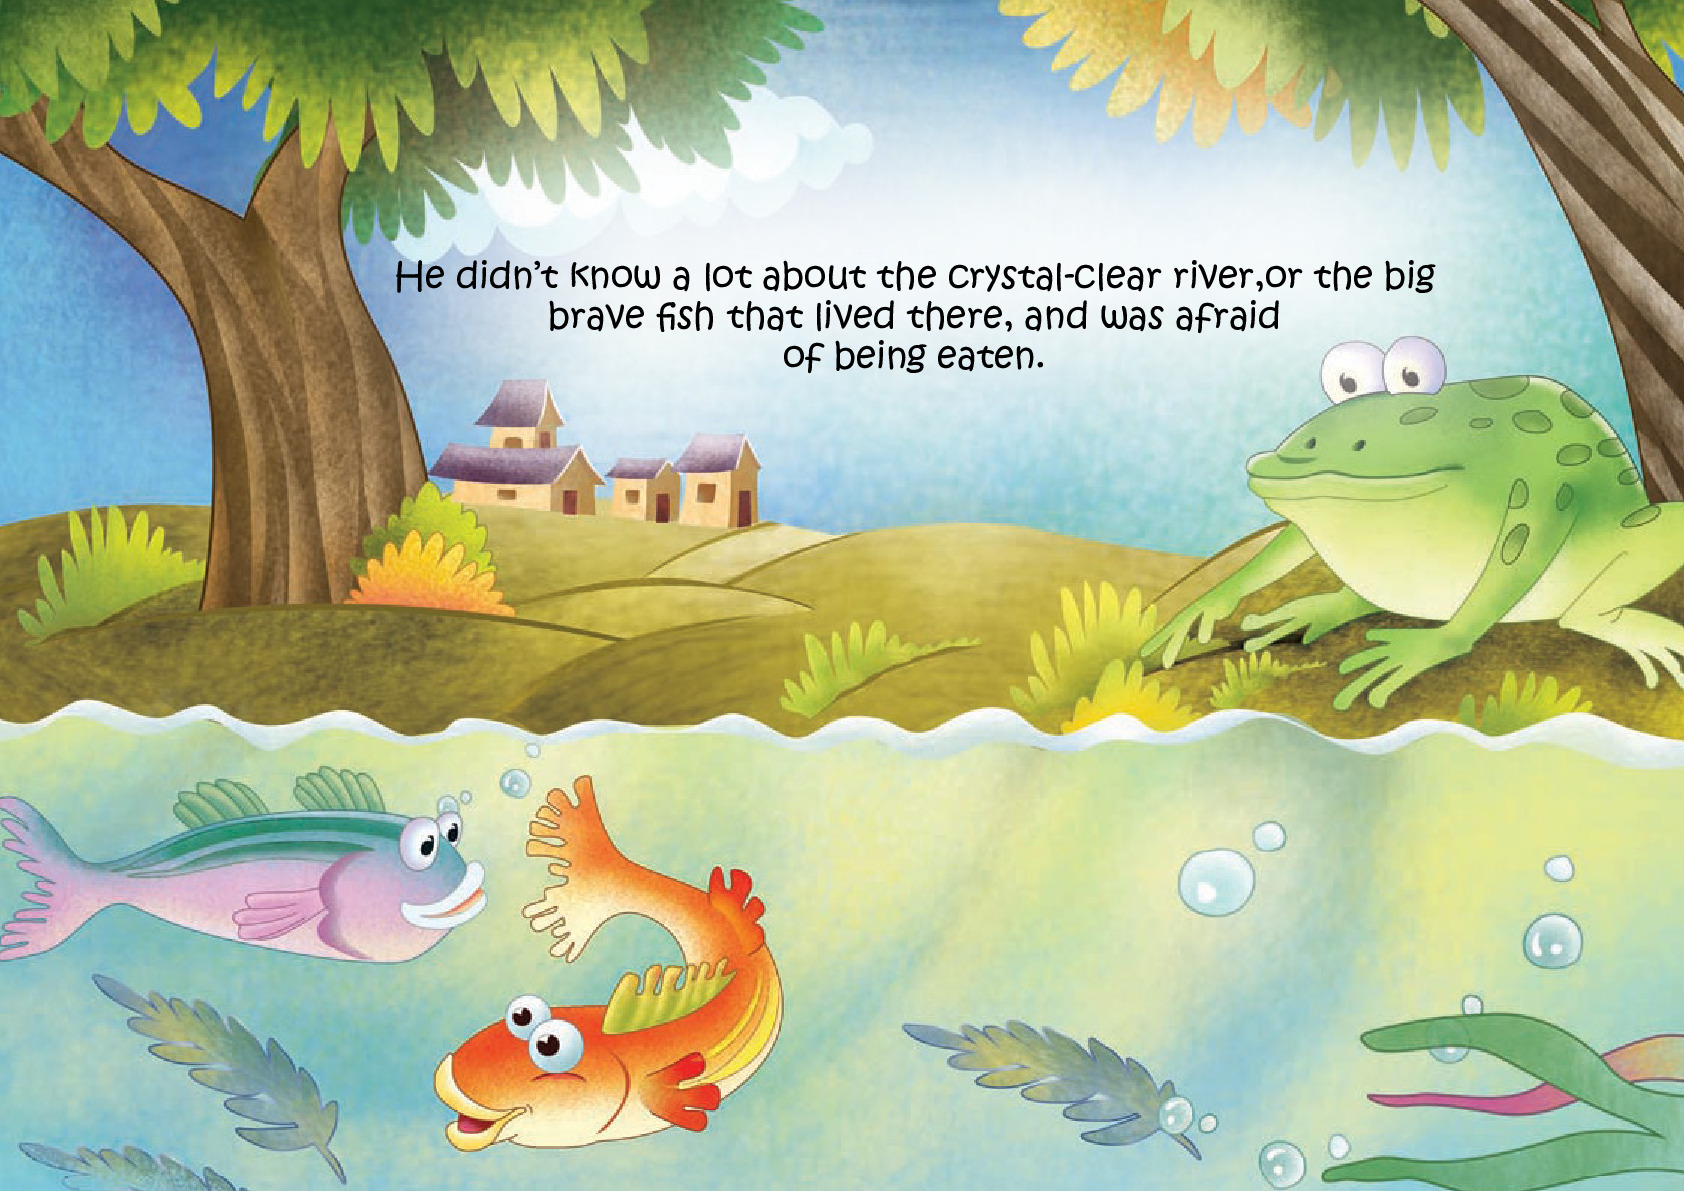 He didn’t know a lot about the crystal-clear river,or the big
brave fish that lived there, and was afraid
of being eaten.